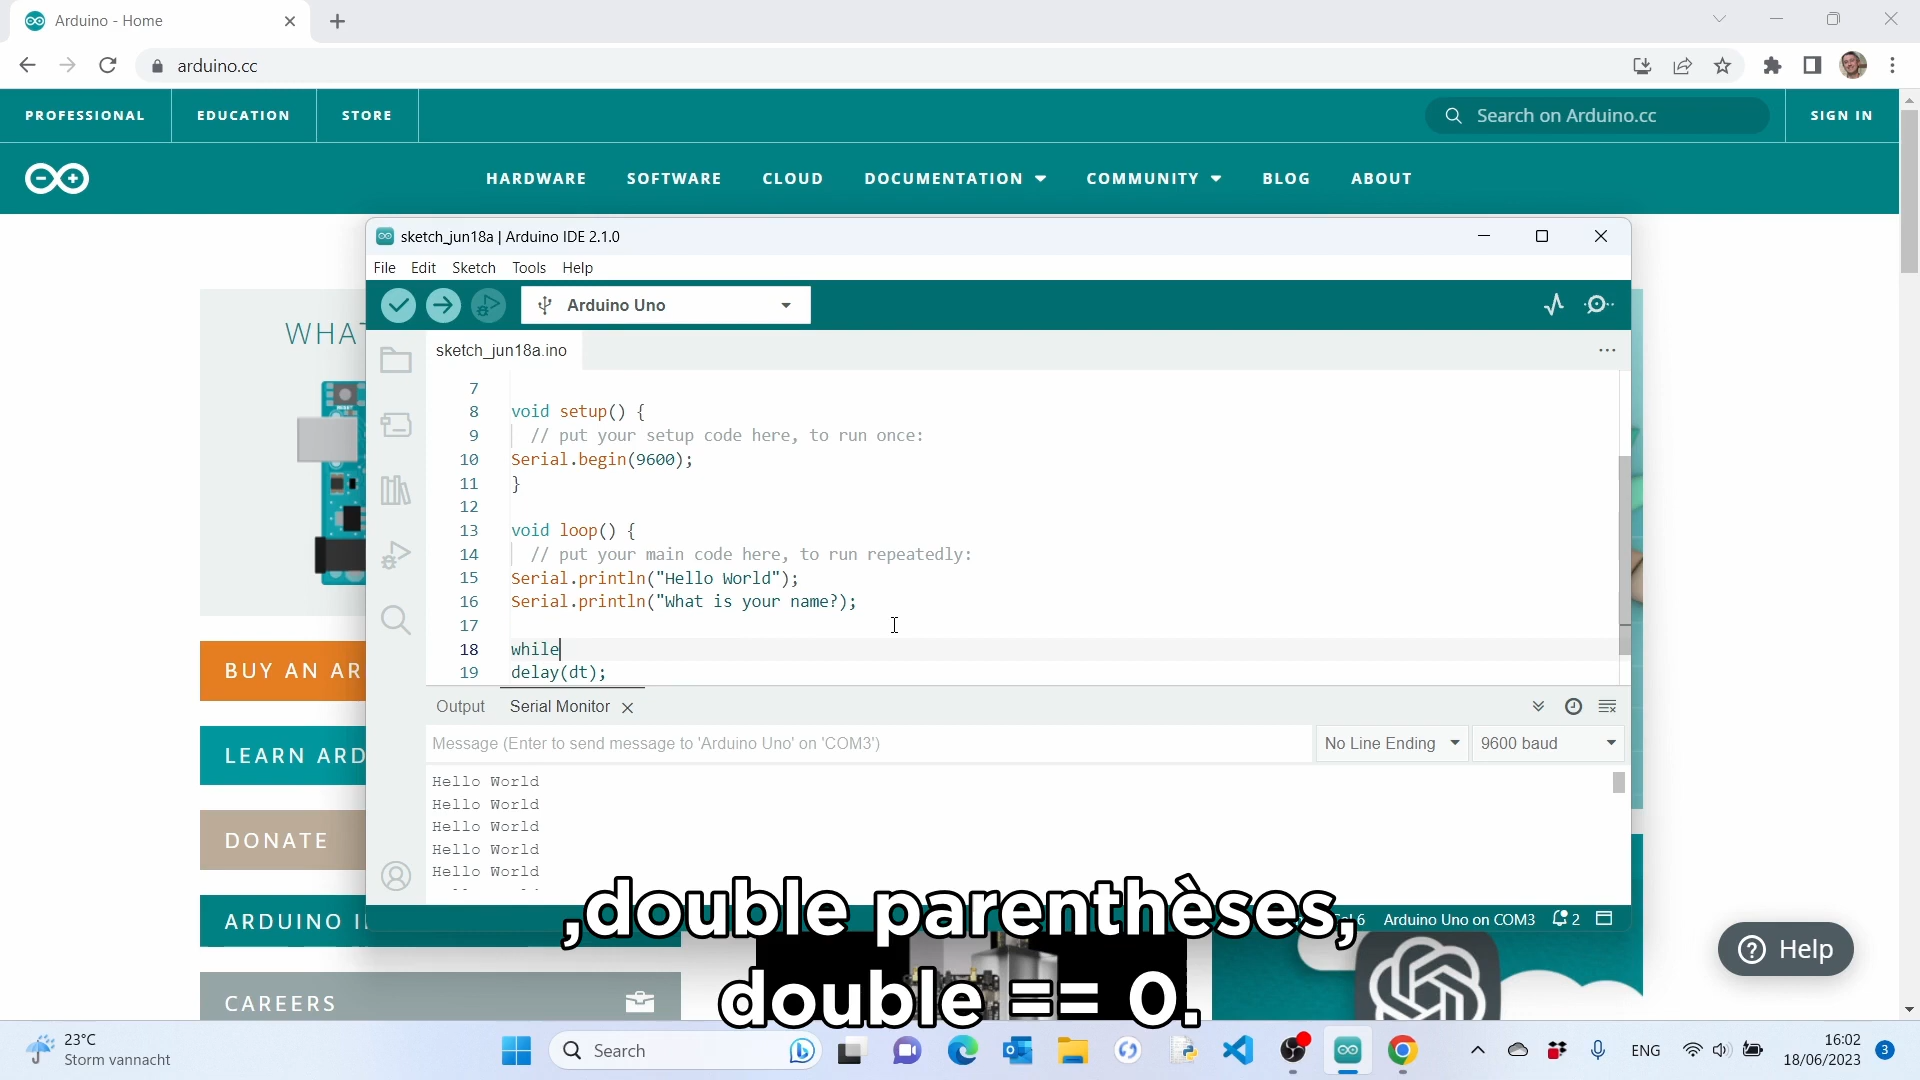 Arduino - Home
arduino.cc
PROFESSIONAL
EDUCATION
STORE
Search on Arduino.cc
SIGN IN
HARDWARE
SOFTWARE
CLOUD
DOCUMENTATION
COMMUNITY
BLOG
ABOUT
sketch_jun18a | Arduino IDE 2.1.0
File Edit Sketch Tools Help
Arduino Uno
sketch_jun18a.ino
7
8 void setup() {
9 // put your setup code here, to run once:
10 Serial.begin(9600);
11 }
12
13 void loop() {
14 // put your main code here, to run repeatedly:
15 Serial.println("Hello World");
16 Serial.println("What is your name?);
17
18 while
19 delay(dt);
Output
Serial Monitor
Message (Enter to send message to 'Arduino Uno' on 'COM3')
No Line Ending
9600 baud
Hello World
Hello World
Hello World
Hello World
Hello World
Arduino Uno on COM3
2
WHAT
BUY AN AR
LEARN ARD
DONATE
ARDUINO I
CAREERS
,double parenthèses,
double == 0.
Help
23°C
Storm vannacht
Search
ENG
16:02
18/06/2023
3